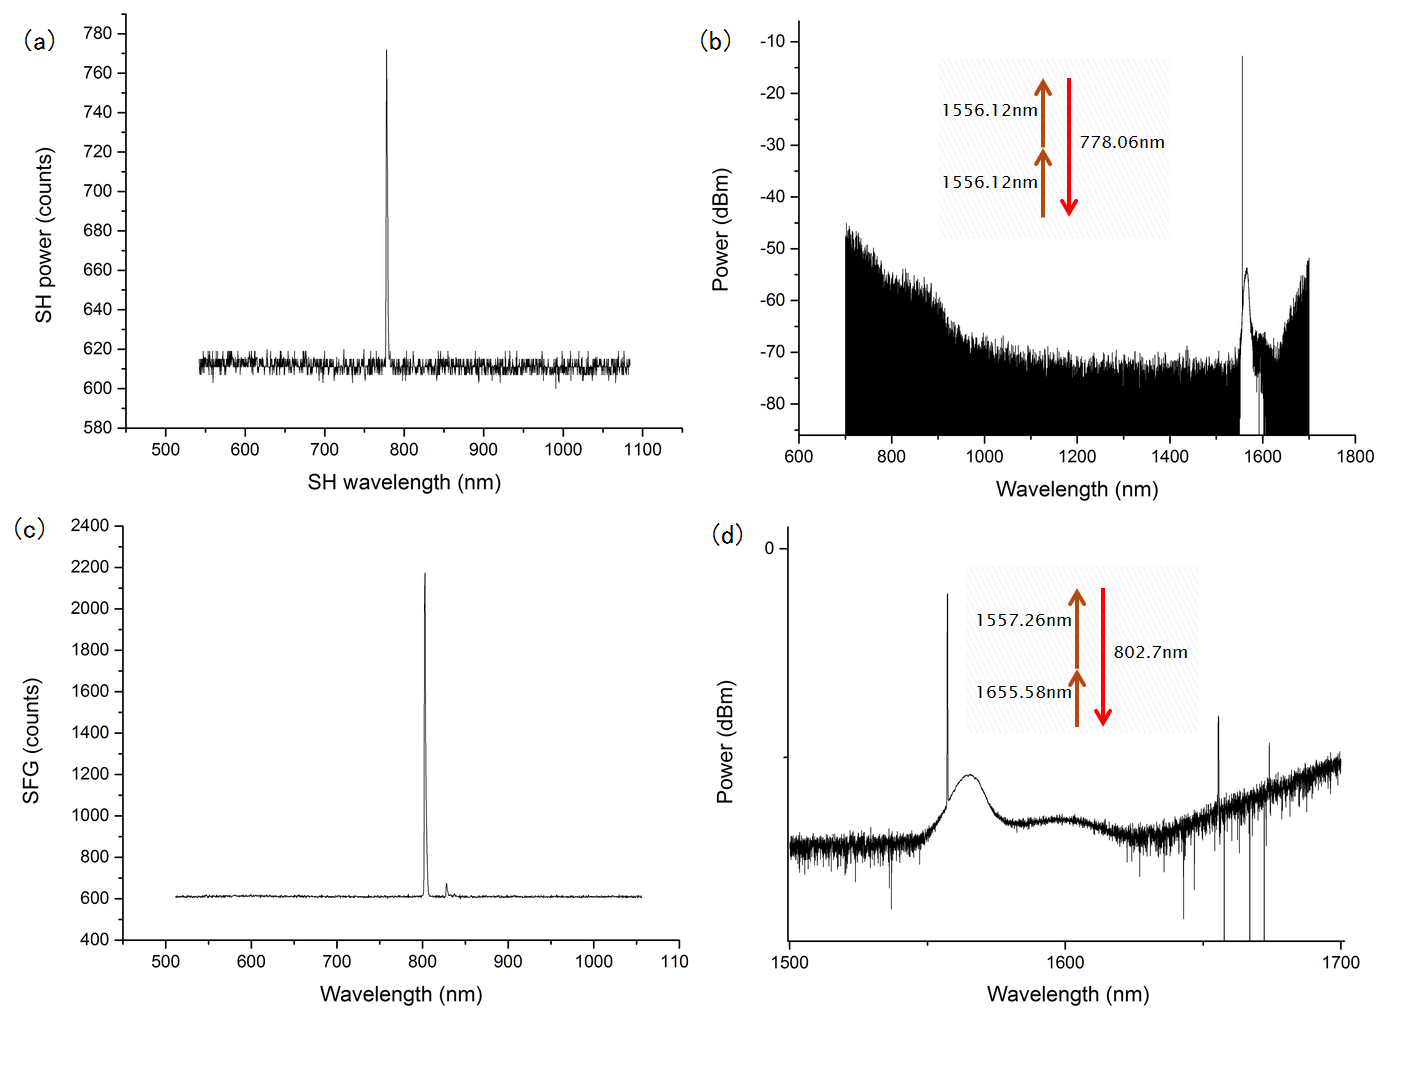 (a)
780
760
740
720
700
680
660
640
620
600
580
SH power (counts)
500 600 700 800 900 1000 1100
SH wavelength (nm)
(b)
-10
-20
-30
-40
-50
-60
-70
-80
Power (dBm)
1556.12nm
778.06nm
1556.12nm
600 800 1000 1200 1400 1600 1800
Wavelength (nm)
(c)
2400
2200
2000
1800
1600
1400
1200
1000
800
600
400
SFG (counts)
500 600 700 800 900 1000 110
Wavelength (nm)
(d)
0
Power (dBm)
1557.26nm
802.7nm
1655.58nm
1500 1600 1700
Wavelength (nm)